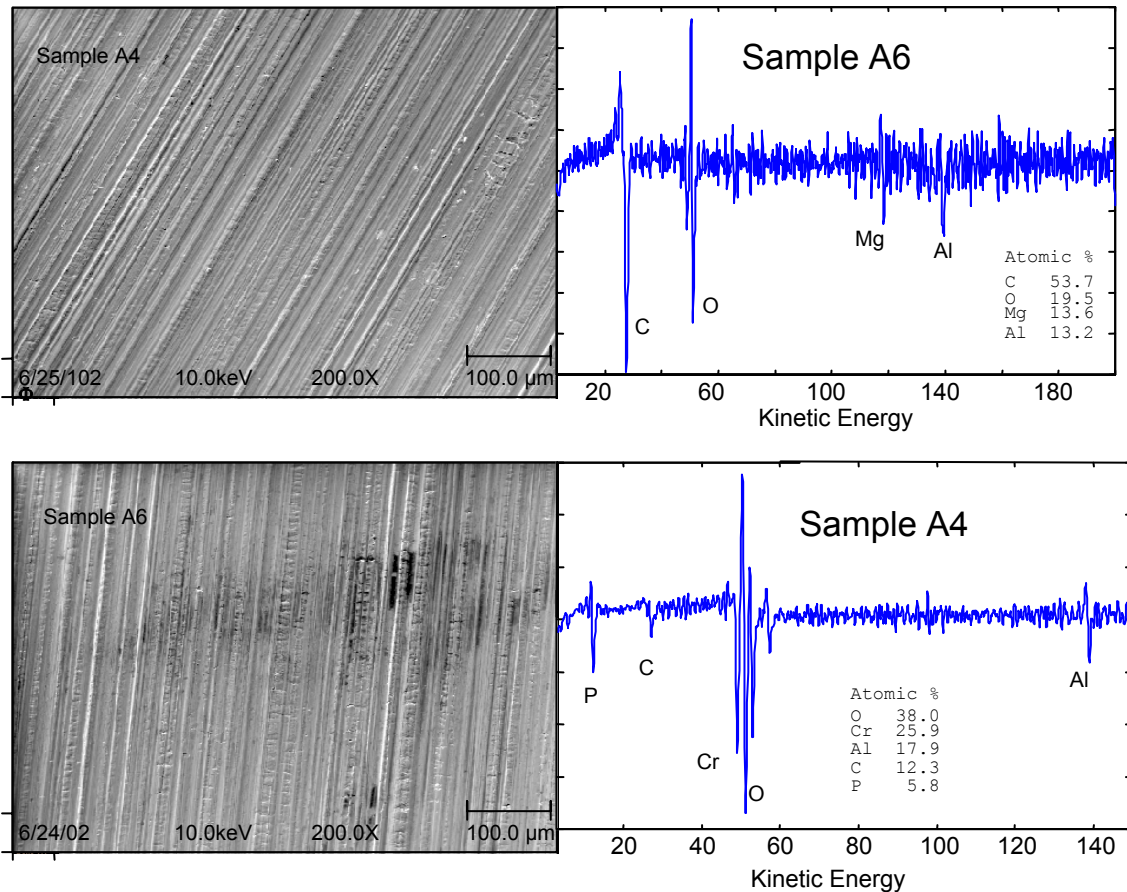 Sample A4
6/25/102 10.0keV 200.0X 100.0 µm
Sample A6
C
O
Mg
Al
Atomic %
C 53.7
O 19.5
Mg 13.6
Al 13.2
20 60 100 140 180
Kinetic Energy
Sample A6
6/24/02 10.0keV 200.0X 100.0 µm
Sample A4
P
C
Cr
O
Al
Atomic %
O 38.0
Cr 25.9
Al 17.9
C 12.3
P 5.8
20 40 60 80 100 120 140
Kinetic Energy